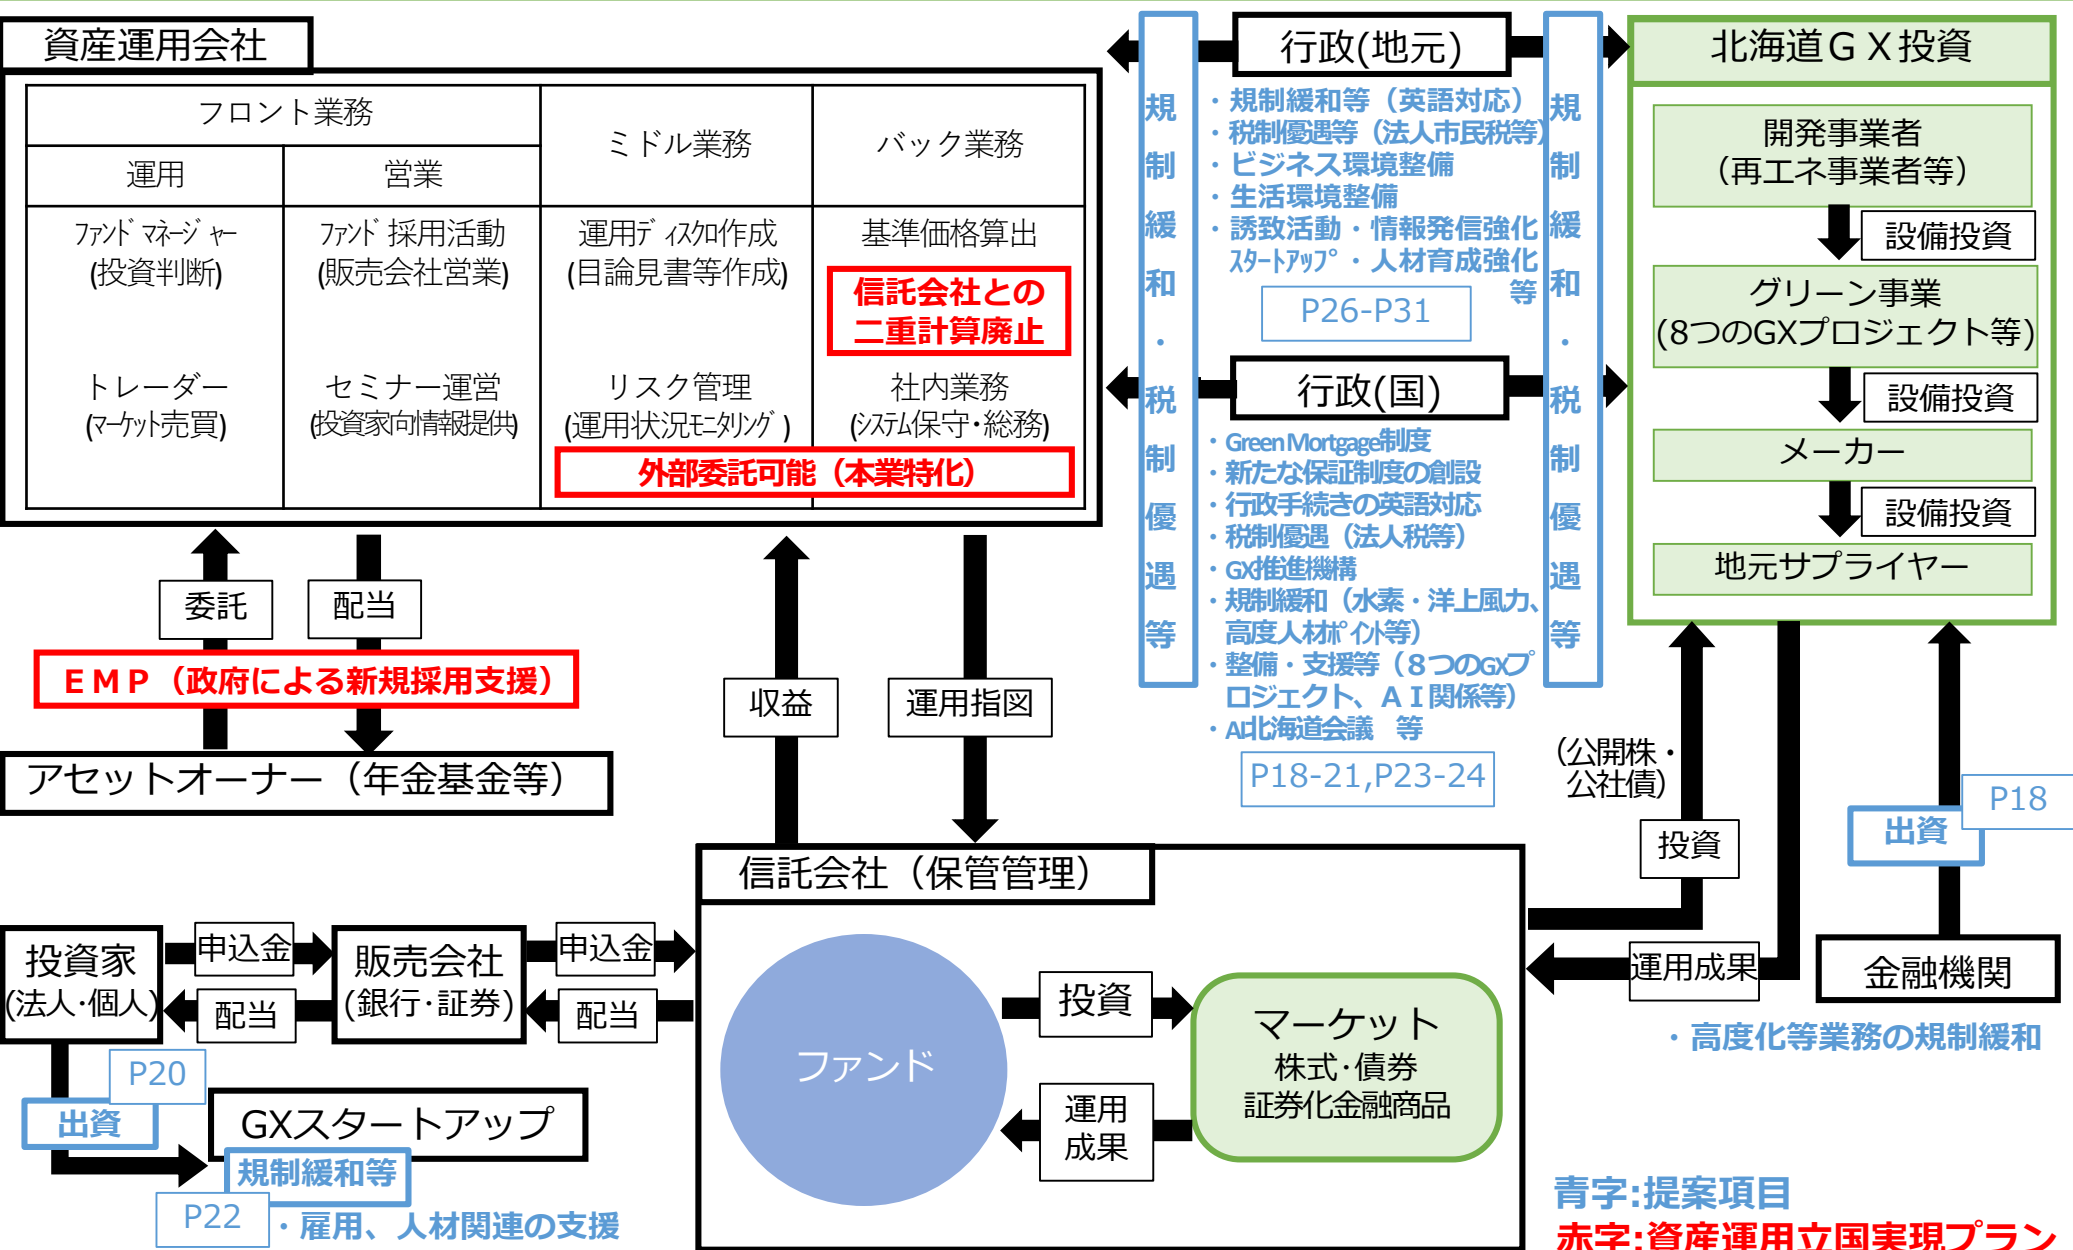 資産運用会社
フロント業務
ミドル業務
バック業務
運用
営業
ファンドマネージャー
(投資判断)
ファンド採用活動
(販売会社営業)
運用ディスクロ作成
(目論見書等作成)
基準価格算出
信託会社との
二重計算廃止
トレーダー
(マーケット売買)
セミナー運営
(投資家向情報提供)
リスク管理
(運用状況モニタリング)
社内業務
(システム保守・総務)
外部委託可能（本業特化）
委託
配当
ＥＭＰ（政府による新規採用支援）
アセットオーナー（年金基金等）
収益
運用指図
規制緩和・税制優遇等
行政(地元)
・規制緩和等（英語対応）
・税制優遇等（法人市民税等）
・ビジネス環境整備
・生活環境整備
・誘致活動・情報発信強化
スタートアップ・人材育成強化
等
P26-P31
行政(国)
・Green Mortgage制度
・新たな保証制度の創設
・行政手続きの英語対応
・税制優遇（法人税等）
・GX推進機構
・規制緩和（水素・洋上風力、
高度人材ポイント等）
・整備・支援等（８つのGXプ
ロジェクト、ＡＩ関係等）
・AI北海道会議　等
P18-21,P23-24
規制緩和・税制優遇等
北海道ＧＸ投資
開発事業者
（再エネ事業者等）
設備投資
グリーン事業
(8つのGXプロジェクト等)
設備投資
メーカー
設備投資
地元サプライヤー
（公開株・
公社債）
投資
運用成果
P18
出資
金融機関
・高度化等業務の規制緩和
信託会社（保管管理）
ファンド
投資
運用
成果
マーケット
株式･債券
証券化金融商品
投資家
(法人･個人)
申込金
配当
販売会社
(銀行･証券)
申込金
配当
P20
出資
GXスタートアップ
規制緩和等
P22
・雇用、人材関連の支援
青字:提案項目
赤字:資産運用立国実現プラン